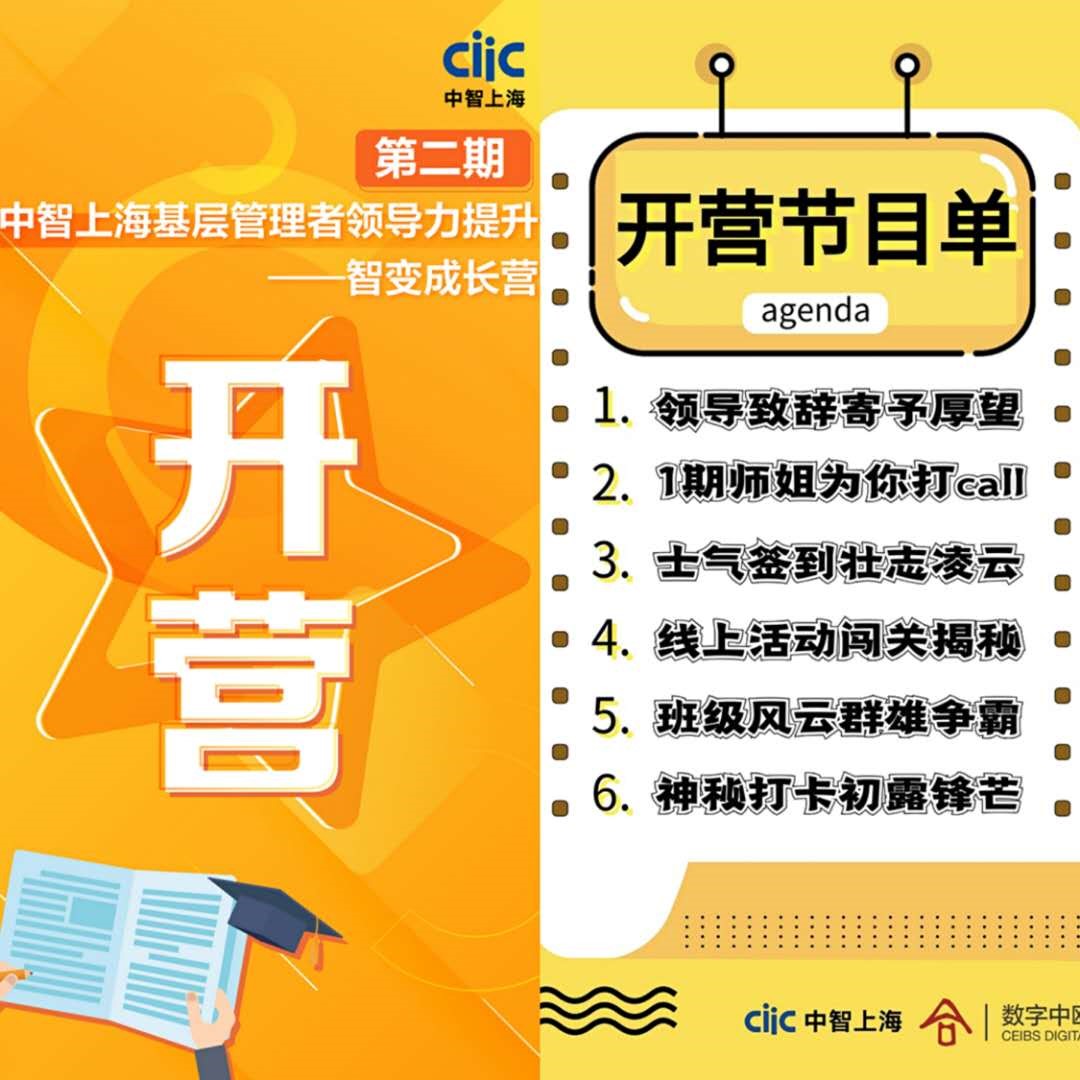 ciic
中智上海
第二期
中智上海基层管理者领导力提升
——智变成长营
开
营
开营节目单
agenda
1. 领导致辞寄予厚望
2. 1期师姐为你打call
3. 士气签到壮志凌云
4. 线上活动闯关揭秘
5. 班级风云群雄争霸
6. 神秘打卡初露锋芒
ciic 中智上海
数字中欧
CEIBS DIGITA